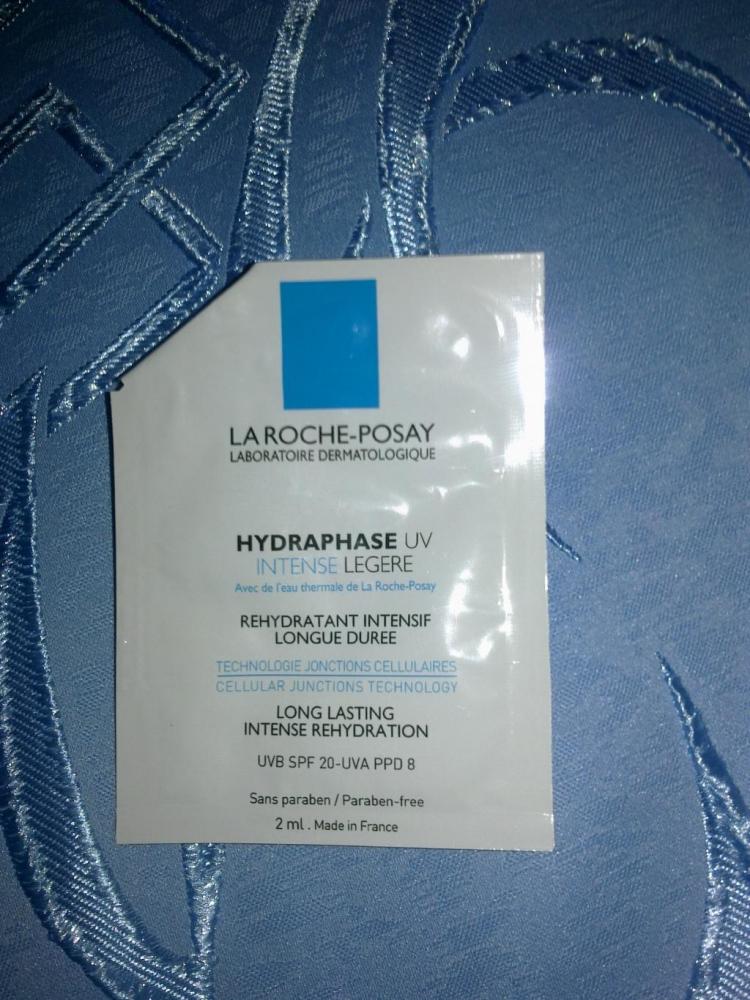 LA ROCHE-POSAY
LABORATOIRE DERMATOLOGIQUE
HYDRAPHASE UV
INTENSE LEGERE
Avec de l'eau thermale de La Roche-Posay
REHYDRATANT INTENSIF
LONGUE DUREE
TECHNOLOGIE JONCTIONS CELLULAIRES
CELLULAR JUNCTIONS TECHNOLOGY
LONG LASTING
INTENSE REHYDRATION
UVB SPF 20-UVA PPD 8
Sans paraben / Paraben-free
2 ml . Made in France